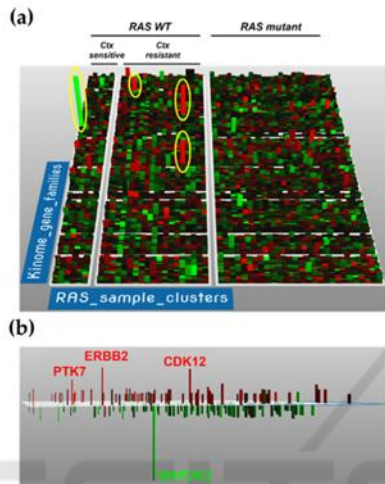 (a)
RAS WT
RAS mutant
Ctx sensitive
Ctx resistant
Kinome_gene_families
RAS_sample_clusters
(b)
ERBB2
CDK12
PTK7